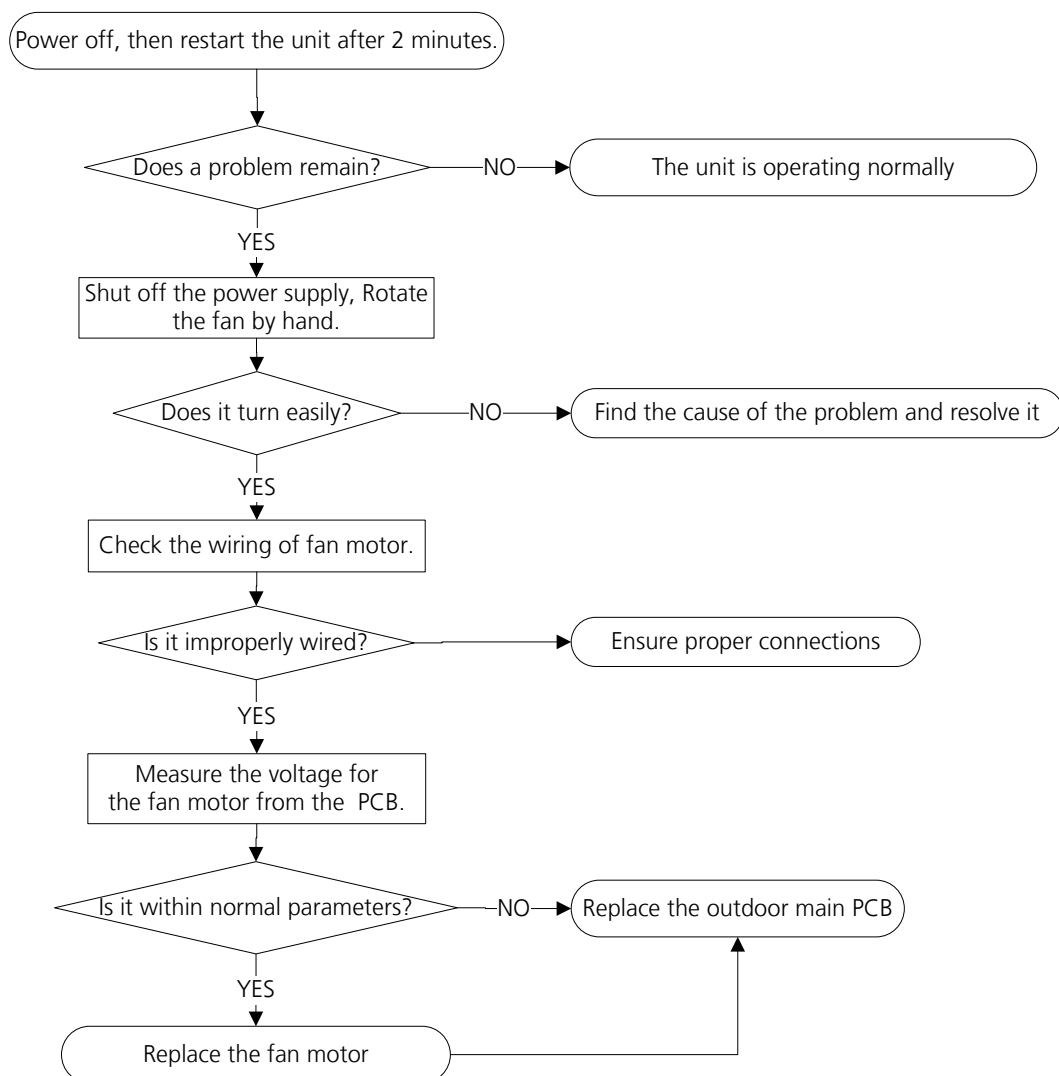 Power off, then restart the unit after 2 minutes.
Does a problem remain?
NO
The unit is operating normally
YES
Shut off the power supply, Rotate
the fan by hand.
Does it turn easily?
NO
Find the cause of the problem and resolve it
YES
Check the wiring of fan motor.
Is it improperly wired?
Ensure proper connections
YES
Measure the voltage for
the fan motor from the PCB.
Is it within normal parameters?
NO
Replace the outdoor main PCB
YES
Replace the fan motor